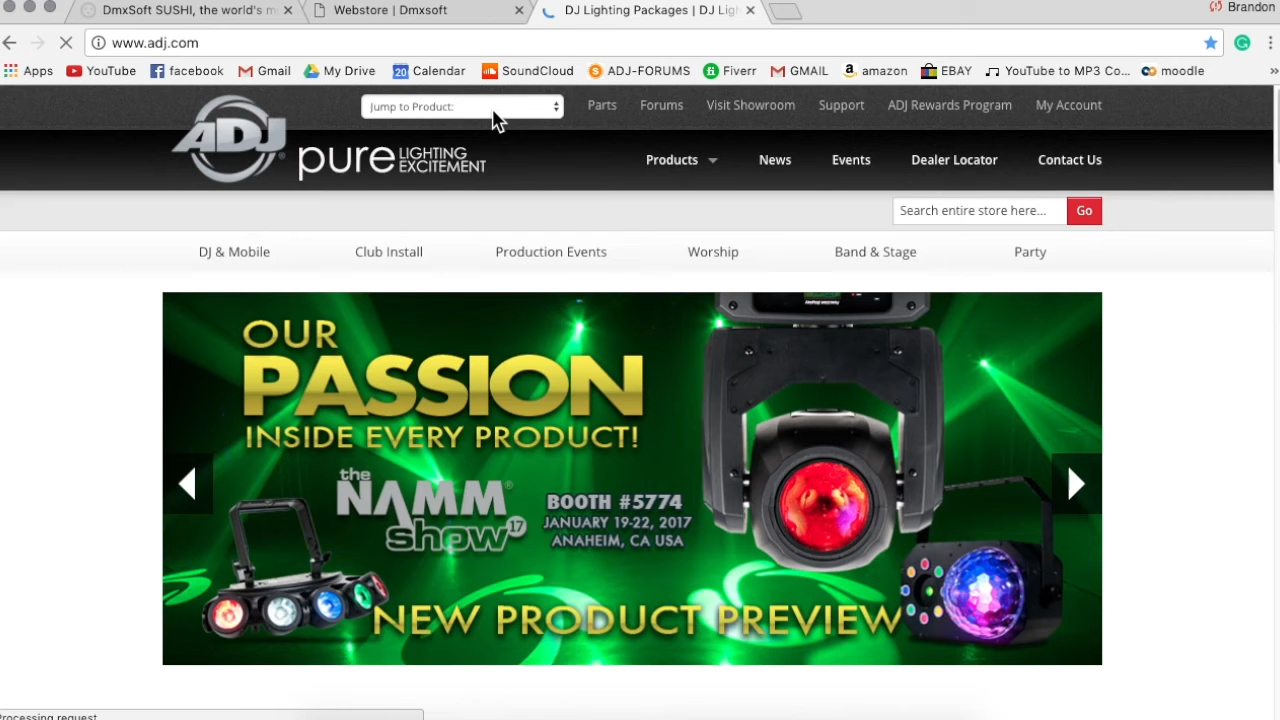 DmxSoft SUSHI, the world's m
Webstore | Dmxsoft
DJ Lighting Packages | DJ Ligh
Brandon
www.adj.com
Apps
YouTube
facebook
Gmail
My Drive
20
Calendar
SoundCloud
ADJ-FORUMS
Fiverr
GMAIL
amazon
EBAY
YouTube to MP3 Co...
moodle
Jump to Product:
Parts
Forums
Visit Showroom
Support
ADJ Rewards Program
My Account
ADJ
pure LIGHTING EXCITEMENT
Products
News
Events
Dealer Locator
Contact Us
Search entire store here...
Go
DJ & Mobile
Club Install
Production Events
Worship
Band & Stage
Party
OUR
PASSION
INSIDE EVERY PRODUCT!
the
NAMM
show 17
BOOTH #5774
JANUARY 19-22, 2017
ANAHEIM, CA USA
NEW PRODUCT PREVIEW
Processing request